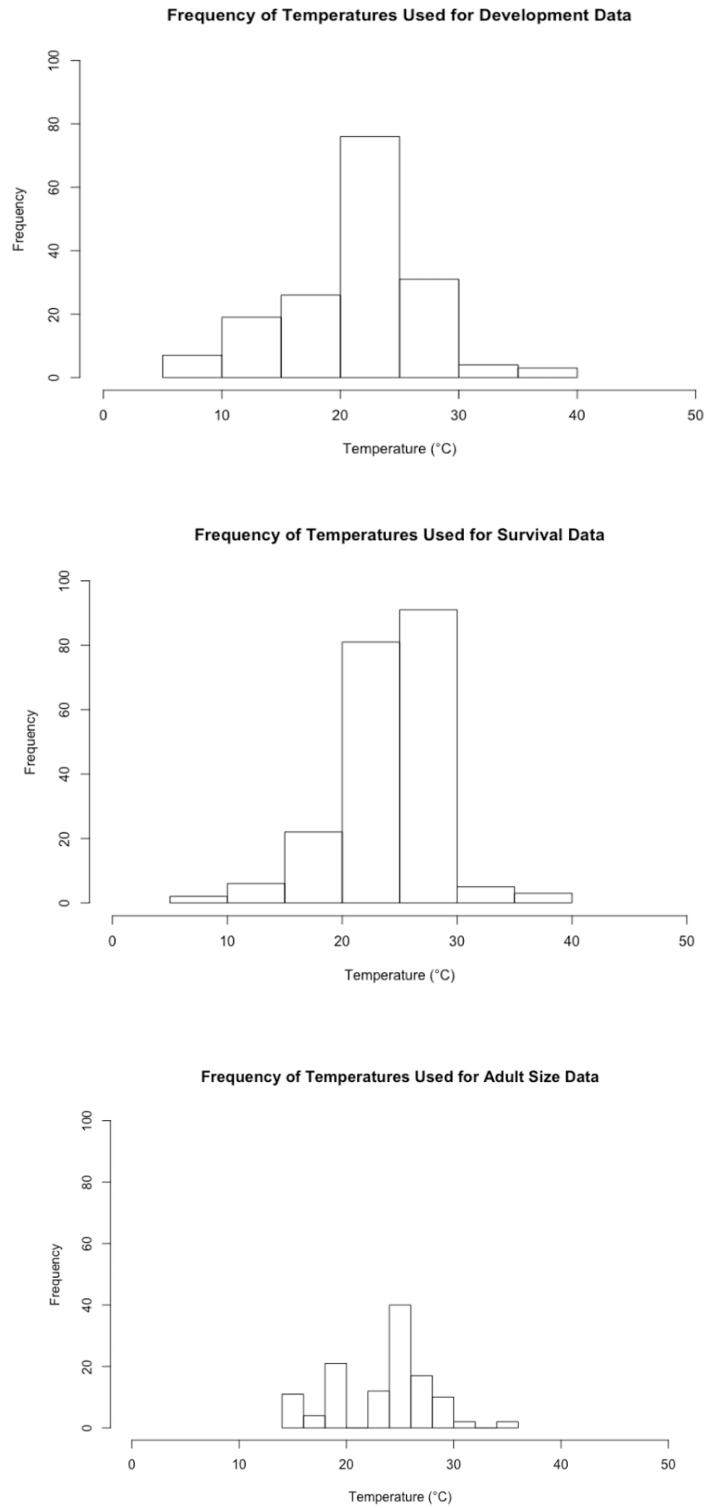 Frequency of Temperatures Used for Development Data
100
80
60
40
20
0
Frequency
0 10 20 30 40 50
Temperature (°C)
Frequency of Temperatures Used for Survival Data
100
80
60
40
20
0
Frequency
0 10 20 30 40 50
Temperature (°C)
Frequency of Temperatures Used for Adult Size Data
100
80
60
40
20
0
Frequency
0 10 20 30 40 50
Temperature (°C)